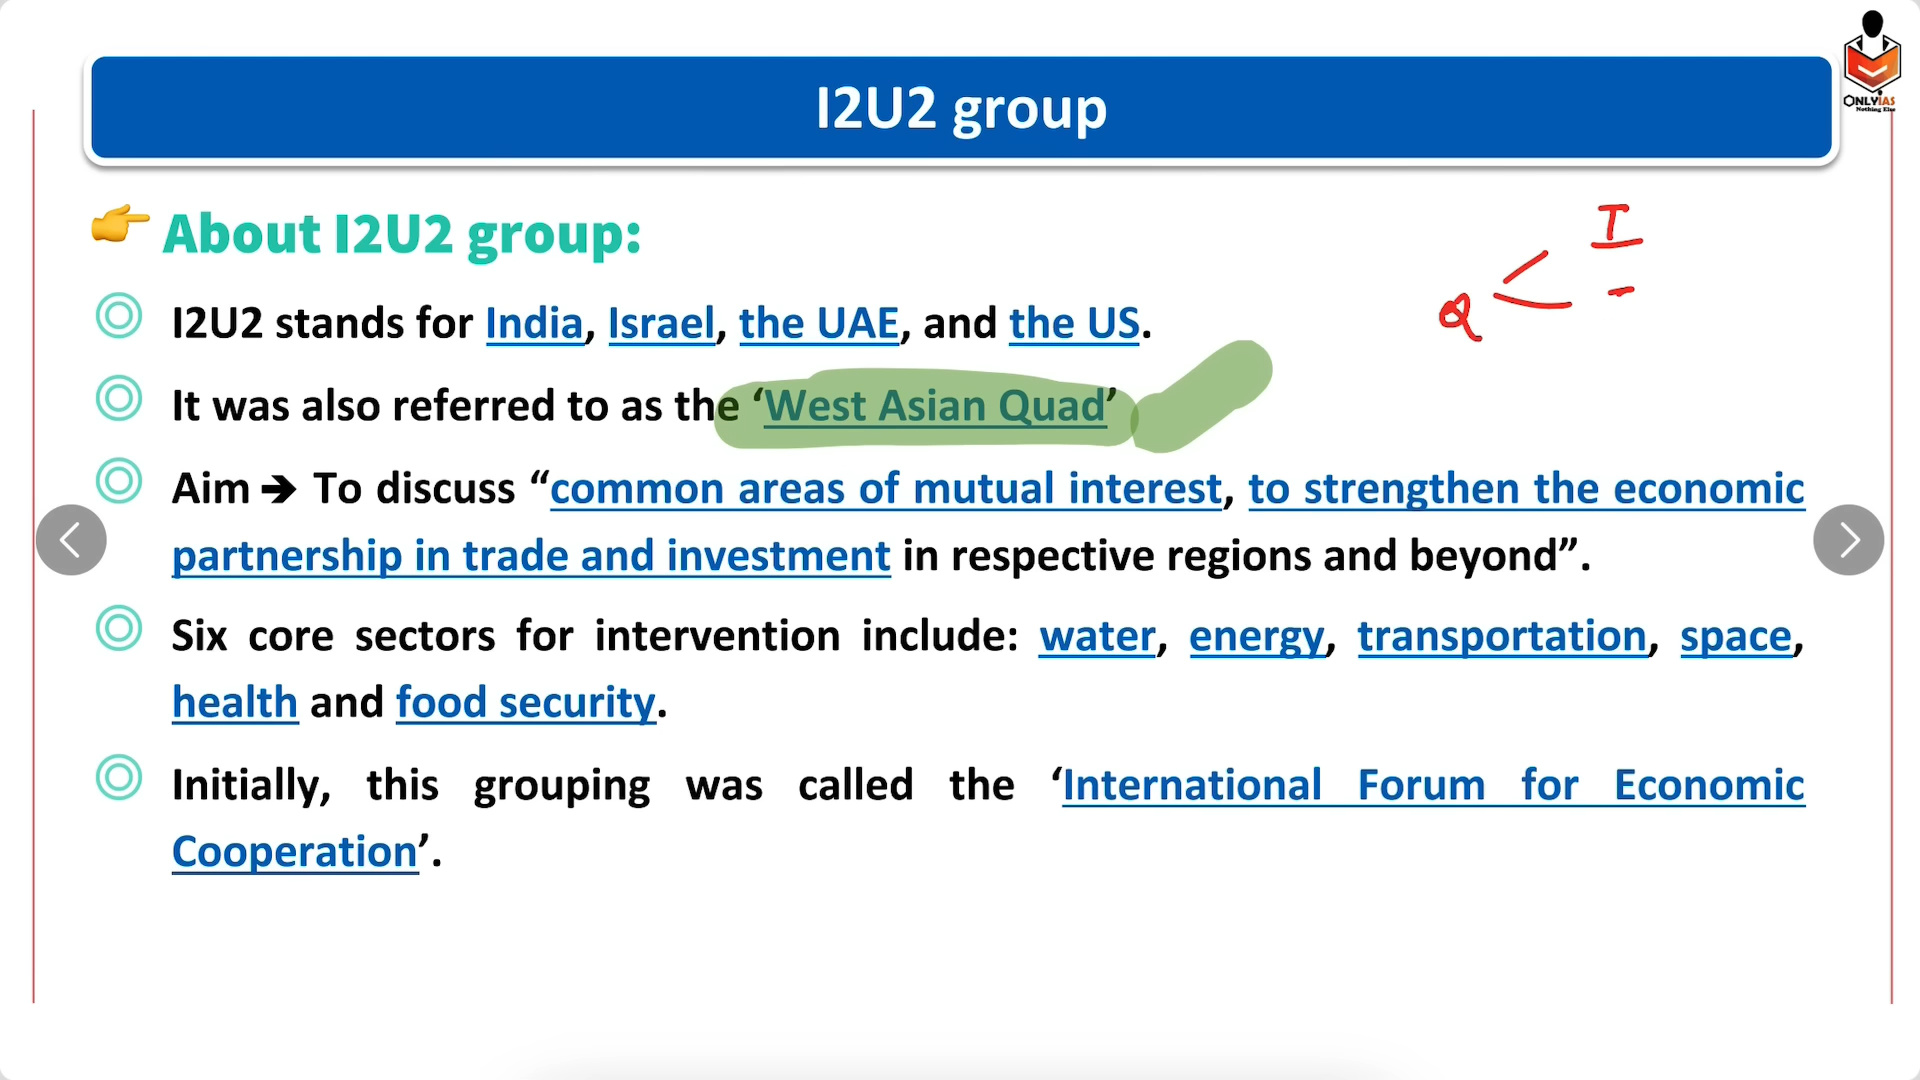 I2U2 group
ONLYIAS
Nothing Else
About I2U2 group:
I
Q
I2U2 stands for India, Israel, the UAE, and the US.
It was also referred to as the ‘West Asian Quad’
Aim ➔ To discuss “common areas of mutual interest, to strengthen the economic
partnership in trade and investment in respective regions and beyond”.
Six core sectors for intervention include: water, energy, transportation, space,
health and food security.
Initially, this grouping was called the ‘International Forum for Economic
Cooperation’.